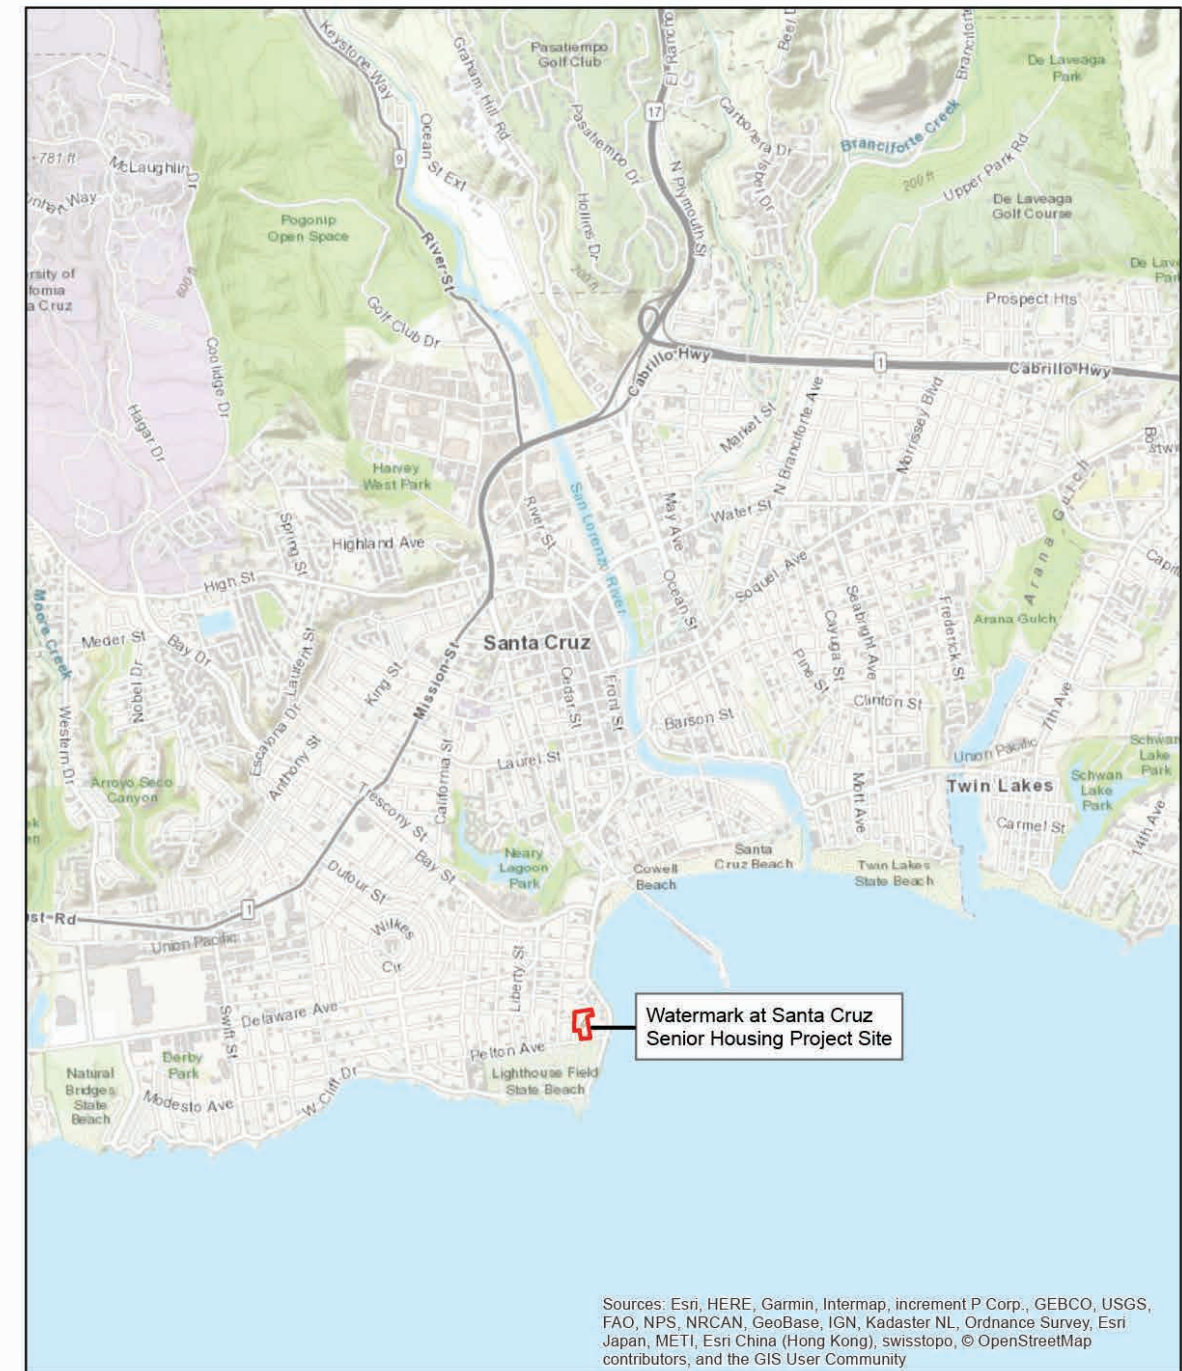 Keystone Way
Graham Hill Rd
Pasatiempo
Golf Club
El Rancho
Branciforte
De Laveaga
Park
17
Carbonera Dr
Isbel Dr
Branciforte Creek
Ocean St Ext
Pasatiempo Dr
781 ft
McLaughlin Dr
9
N Plymouth St
200 ft
Upper Park Rd
Hollins Dr
De Laveaga
Golf Course
Pogonip
Open Space
River St
200 ft
600 ft
Prospect Hts
Golf Club Dr
Coolidge Dr
Cabrillo Hwy
1
Cabrillo Hwy
Hagar Dr
Market St
N Branciforte Ave
Morrissey Blvd
Harvey
West Park
San Lorenzo River
River St
May Ave
Water St
Arana Gulch
Spring St
Highland Ave
High St
Soquel Ave
Ocean St
Moore Creek
Meder St
Bay Dr
Nobel Dr
Laurent St
Escalona Dr
King St
Mission St
Santa Cruz
Cedar St
Front St
Pine St
Cayuga St
Seabright Ave
Frederick St
Arana Gulch
Western Dr
Anthony St
California St
Barson St
Clinton St
7th Ave
Laurel St
Union Pacific
Arroyo Seco
Canyon
Trescony St
Mott Ave
Twin Lakes
Schwan
Lake
Park
Carmel St
14th Ave
Bay St
Neary
Lagoon
Park
Santa
Cruz Beach
Cowell
Beach
Twin Lakes
State Beach
Dufour St
1
Union Pacific
Wilkes
Cir
Liberty St
Swift St
Delaware Ave
Watermark at Santa Cruz
Senior Housing Project Site
Pelton Ave
Derby
Park
Lighthouse Field
State Beach
Natural
Bridges
State
Beach
Modesto Ave
W Cliff Dr
Sources: Esri, HERE, Garmin, Intermap, increment P Corp., GEBCO, USGS,
FAO, NPS, NRCAN, GeoBase, IGN, Kadaster NL, Ordnance Survey, Esri
Japan, METI, Esri China (Hong Kong), swisstopo, © OpenStreetMap
contributors, and the GIS User Community